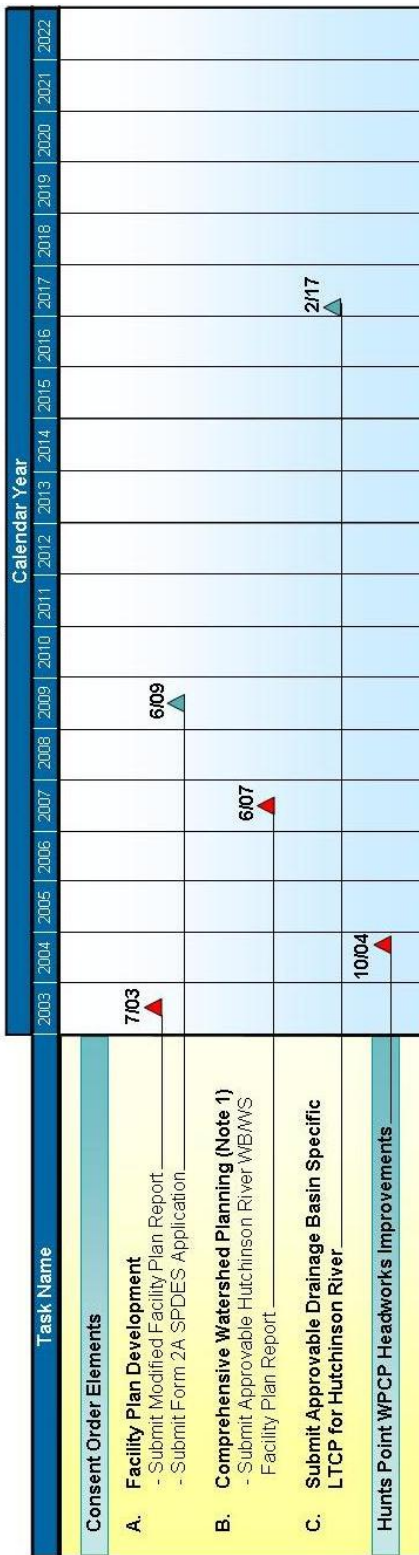 Task Name
Calendar Year
2003 2004 2005 2006 2007 2008 2009 2010 2011 2012 2013 2014 2015 2016 2017 2018 2019 2020 2021 2022
Consent Order Elements
A. Facility Plan Development
- Submit Modified Facility Plan Report
7/03
- Submit Form 2A SPDES Application
6/09
B. Comprehensive Watershed Planning (Note 1)
- Submit Approvable Hutchinson River WB/WS
Facility Plan Report
6/07
C. Submit Approvable Drainage Basin Specific
LTCP for Hutchinson River
2/17
Hunts Point WPCP Headworks Improvements
10/04